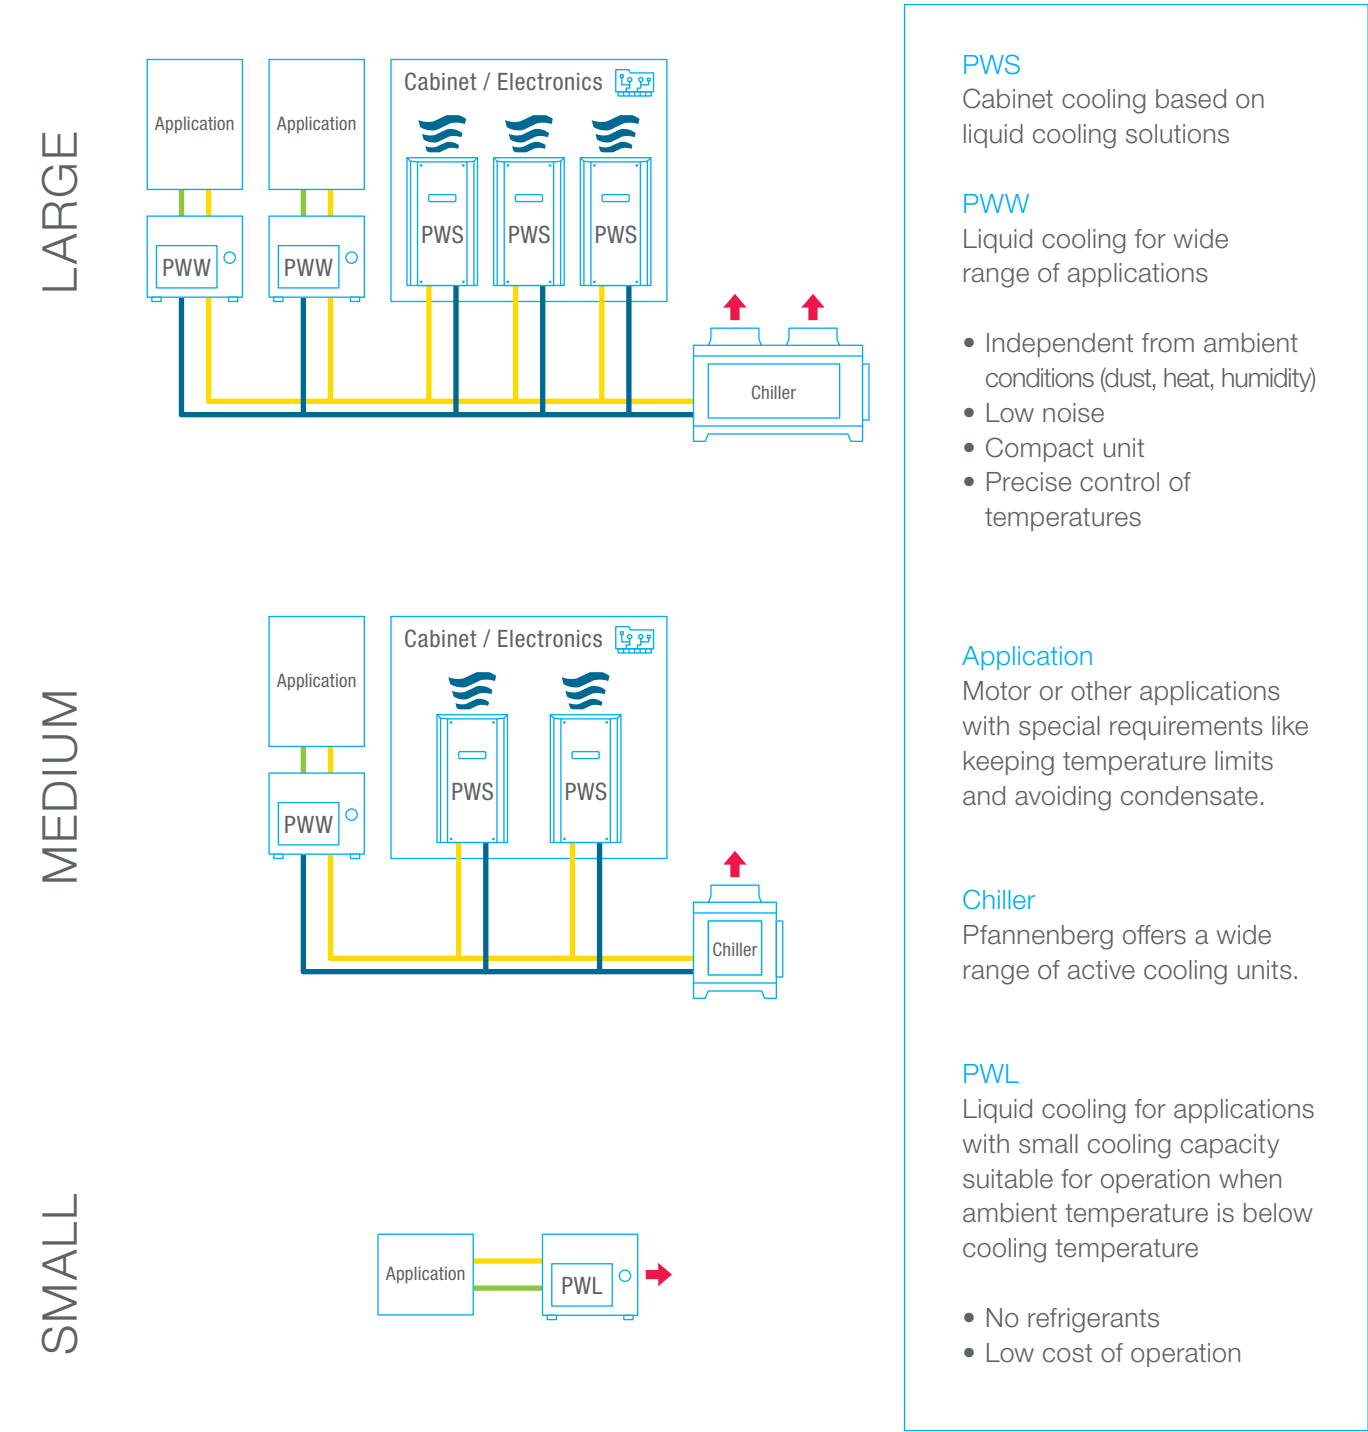 LARGE
Application
Application
Cabinet / Electronics
PWS
PWS
PWS
PWW
PWW
Chiller
MEDIUM
Application
Cabinet / Electronics
PWS
PWS
PWW
Chiller
SMALL
Application
PWL
PWS
Cabinet cooling based on
liquid cooling solutions
PWW
Liquid cooling for wide
range of applications
• Independent from ambient
conditions (dust, heat, humidity)
• Low noise
• Compact unit
• Precise control of
temperatures
Application
Motor or other applications
with special requirements like
keeping temperature limits
and avoiding condensate.
Chiller
Pfannenberg offers a wide
range of active cooling units.
PWL
Liquid cooling for applications
with small cooling capacity
suitable for operation when
ambient temperature is below
cooling temperature
• No refrigerants
• Low cost of operation